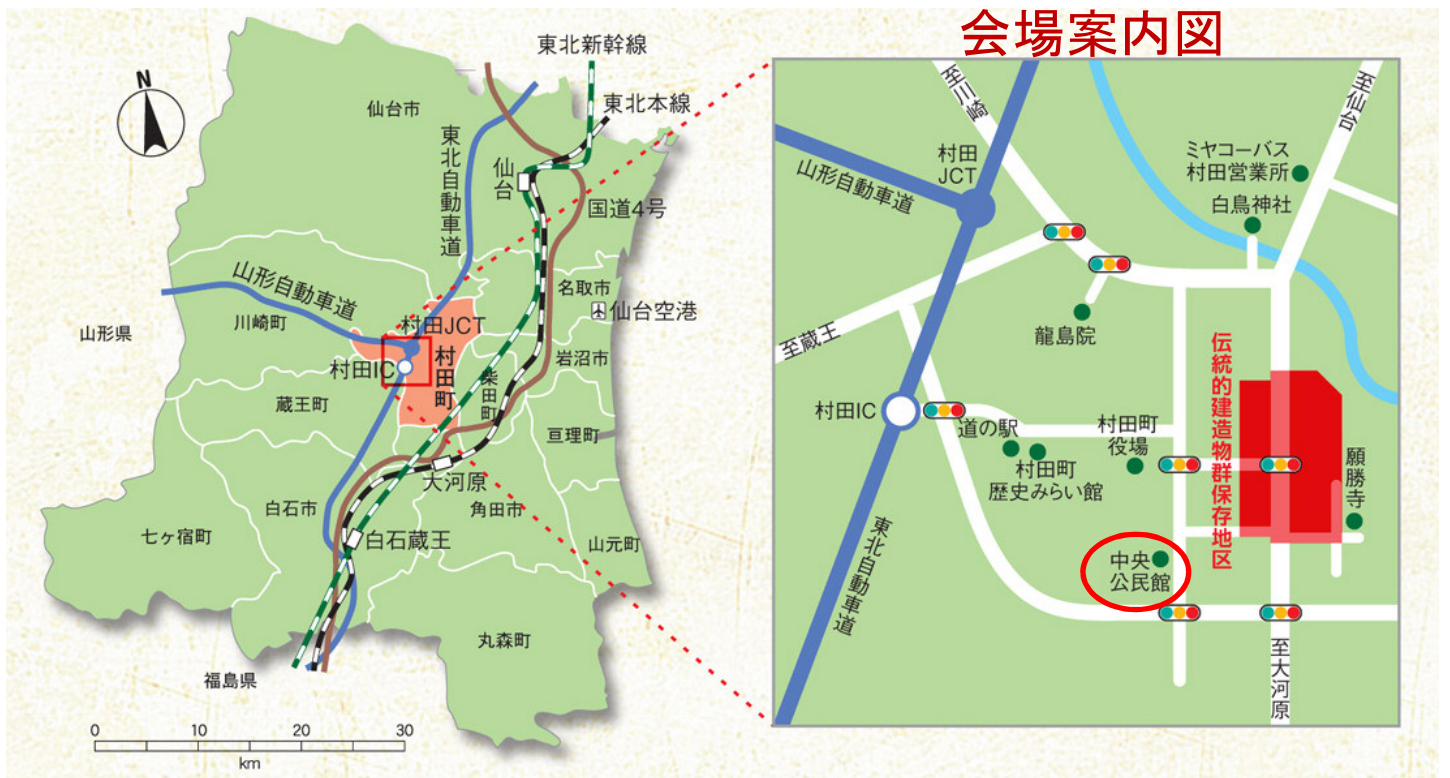 会場案内図
N
東北新幹線
東北本線
仙台市
東北自動車道
仙台
国道4号
名取市
仙台空港
山形自動車道
川崎町
山形県
村田JCT
村田IC
村田町
柴田町
岩沼市
蔵王町
亘理町
大河原
白石市
角田市
七ヶ宿町
白石蔵王
山元町
丸森町
福島県
0 10 20 30
km
至川崎
至仙台
村田
JCT
山形自動車道
ミヤコーバス
村田営業所
白鳥神社
龍島院
至蔵王
伝統的建造物群保存地区
村田IC
道の駅
村田町
歴史みらい館
村田町
役場
願勝寺
中央
公民館
東北自動車道
至大河原